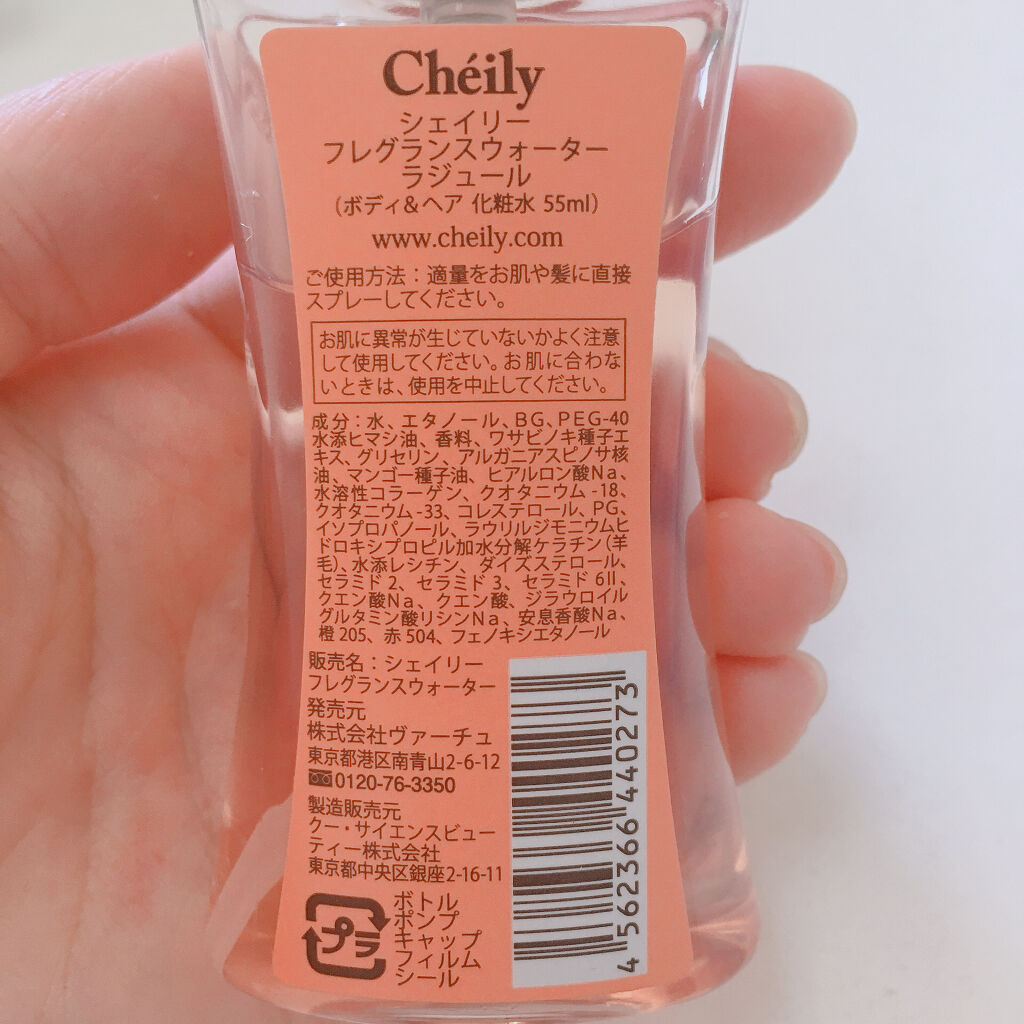 Chéily
シェイリー
フレグランスウォーター
ラジュール
(ボディ&ヘア 化粧水 55ml)
www.cheily.com
ご使用方法：適量をお肌や髪に直接
スプレーしてください。
お肌に異常が生じていないかよく注意
して使用してください。お肌に合わな
いときは、使用を中止してください。
成分：水、エタノール、BG、PEG-40
水添ヒマシ油、香料、ワサビノキ種子エ
キス、グリセリン、アルガニアスピノサ核
油、マンゴー種子油、ヒアルロン酸Na、
水溶性コラーゲン、クオタニウム -18、
クオタニウム -33、コレステロール、PG、
イソプロパノール、ラウリルジモニウムヒ
ドロキシプロピル加水分解ケラチン（羊
毛）、水添レシチン、ダイズステロール、
セラミド 2、セラミド 3、セラミド 6Ⅱ、
クエン酸Na、クエン酸、ジラウロイル
グルタミン酸リシンNa、安息香酸Na、
橙 205、赤 504、フェノキシエタノール
販売名：シェイリー
フレグランスウォーター
発売元
株式会社ヴァーチュ
東京都港区南青山2-6-12
0120-76-3350
製造販売元
クー・サイエンスビュー
ティー株式会社
東京都中央区銀座2-16-11
プラ
ボトル
ポンプ
キャップ
フィルム
シール
4 562366 440273